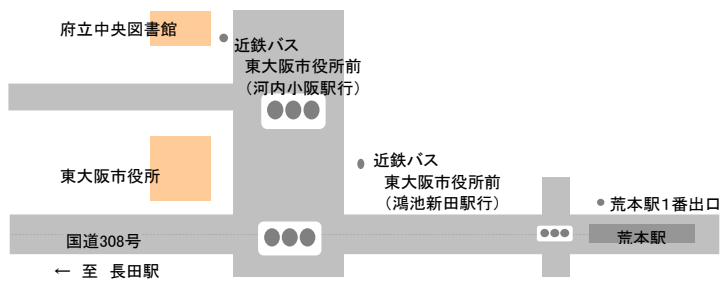 府立中央図書館
近鉄バス
東大阪市役所前
（河内小阪駅行）
近鉄バス
東大阪市役所前
（鴻池新田駅行）
東大阪市役所
荒本駅1番出口
国道308号
荒本駅
← 至 長田駅